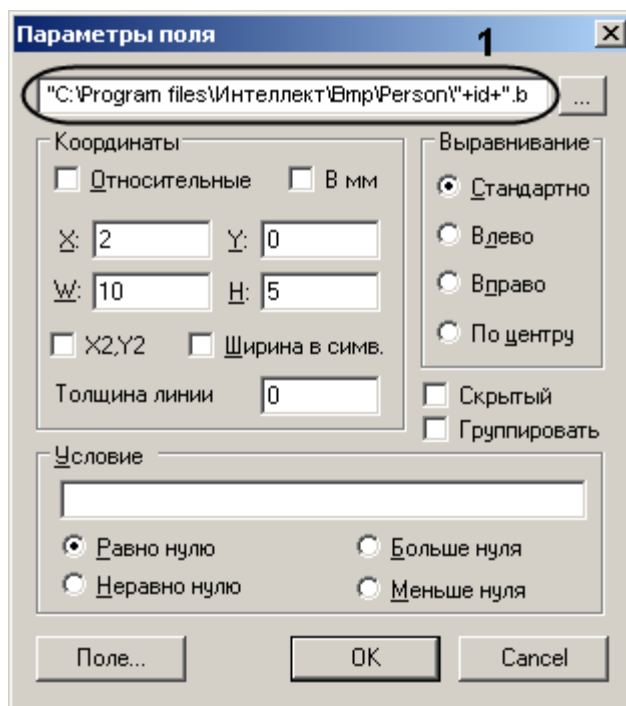 Параметры поля
1
"C:\Program files\Интеллект\Bmp\Person\"+id+".b
...
Координаты
Выравнивание
Относительные
В мм
Стандартно
X: 2
Y: 0
Влево
W: 10
H: 5
Вправо
X2,Y2
Ширина в симв.
По центру
Толщина линии
0
Скрытый
Группировать
Условие
Равно нулю
Больше нуля
Неравно нулю
Меньше нуля
Поле...
OK
Cancel